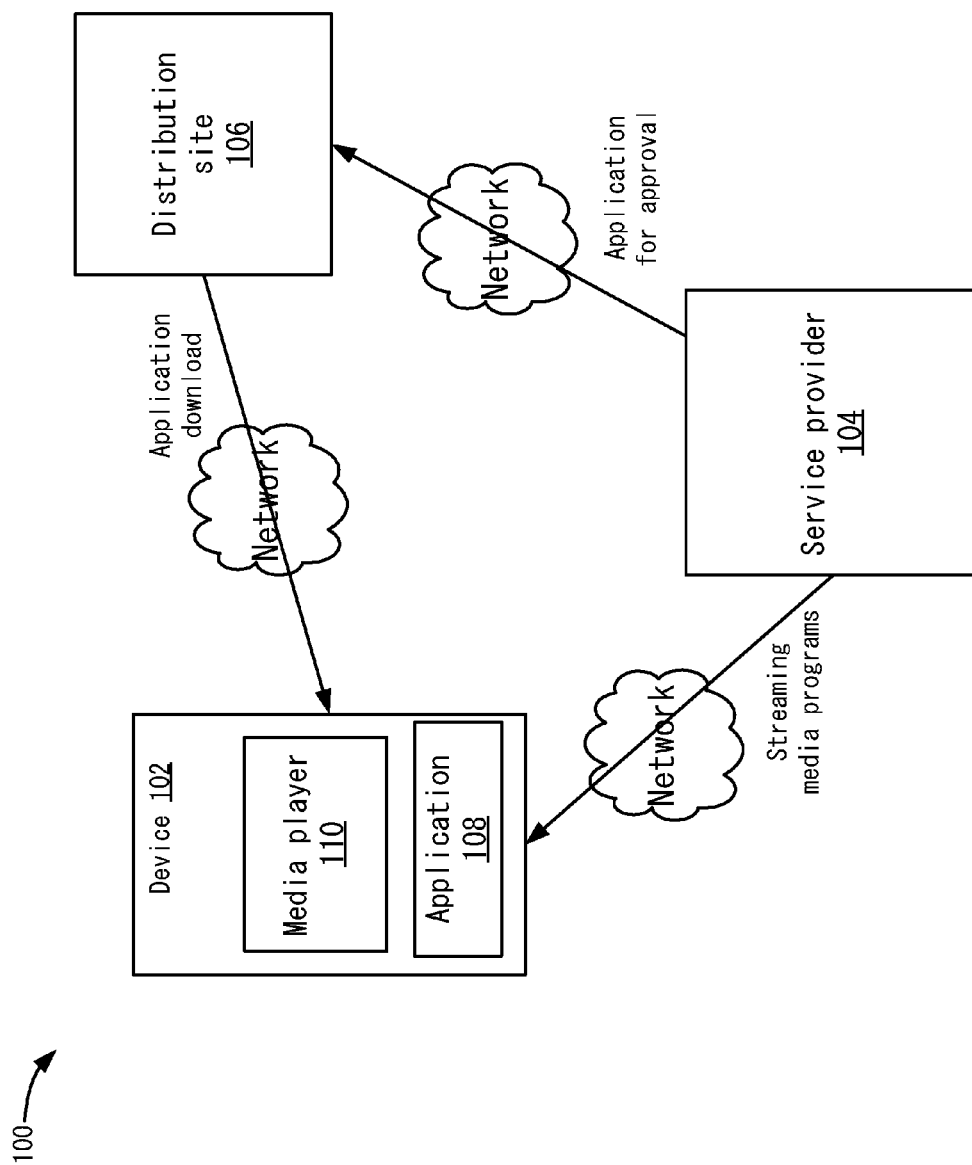 100
Device 102
Media player
110
Application
108
Network
Application
download
Distribution
site
106
Network
Streaming
media programs
Network
Application
for approval
Service provider
104